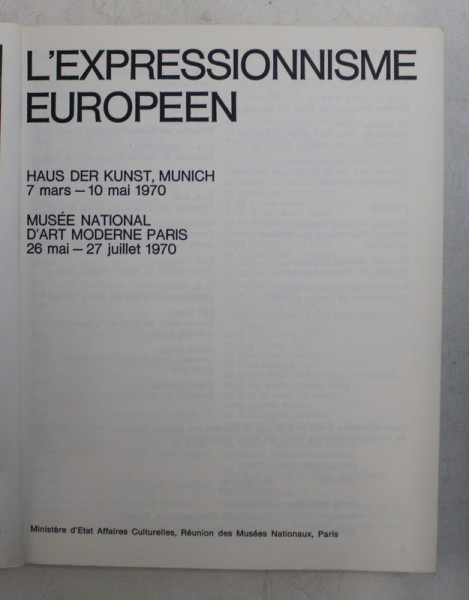 L'EXPRESSIONNISME
EUROPEEN
HAUS DER KUNST, MUNICH
7 mars – 10 mai 1970
MUSÉE NATIONAL
D'ART MODERNE PARIS
26 mai – 27 juillet 1970
Ministère d'Etat Affaires Culturelles, Réunion des Musées Nationaux, Paris